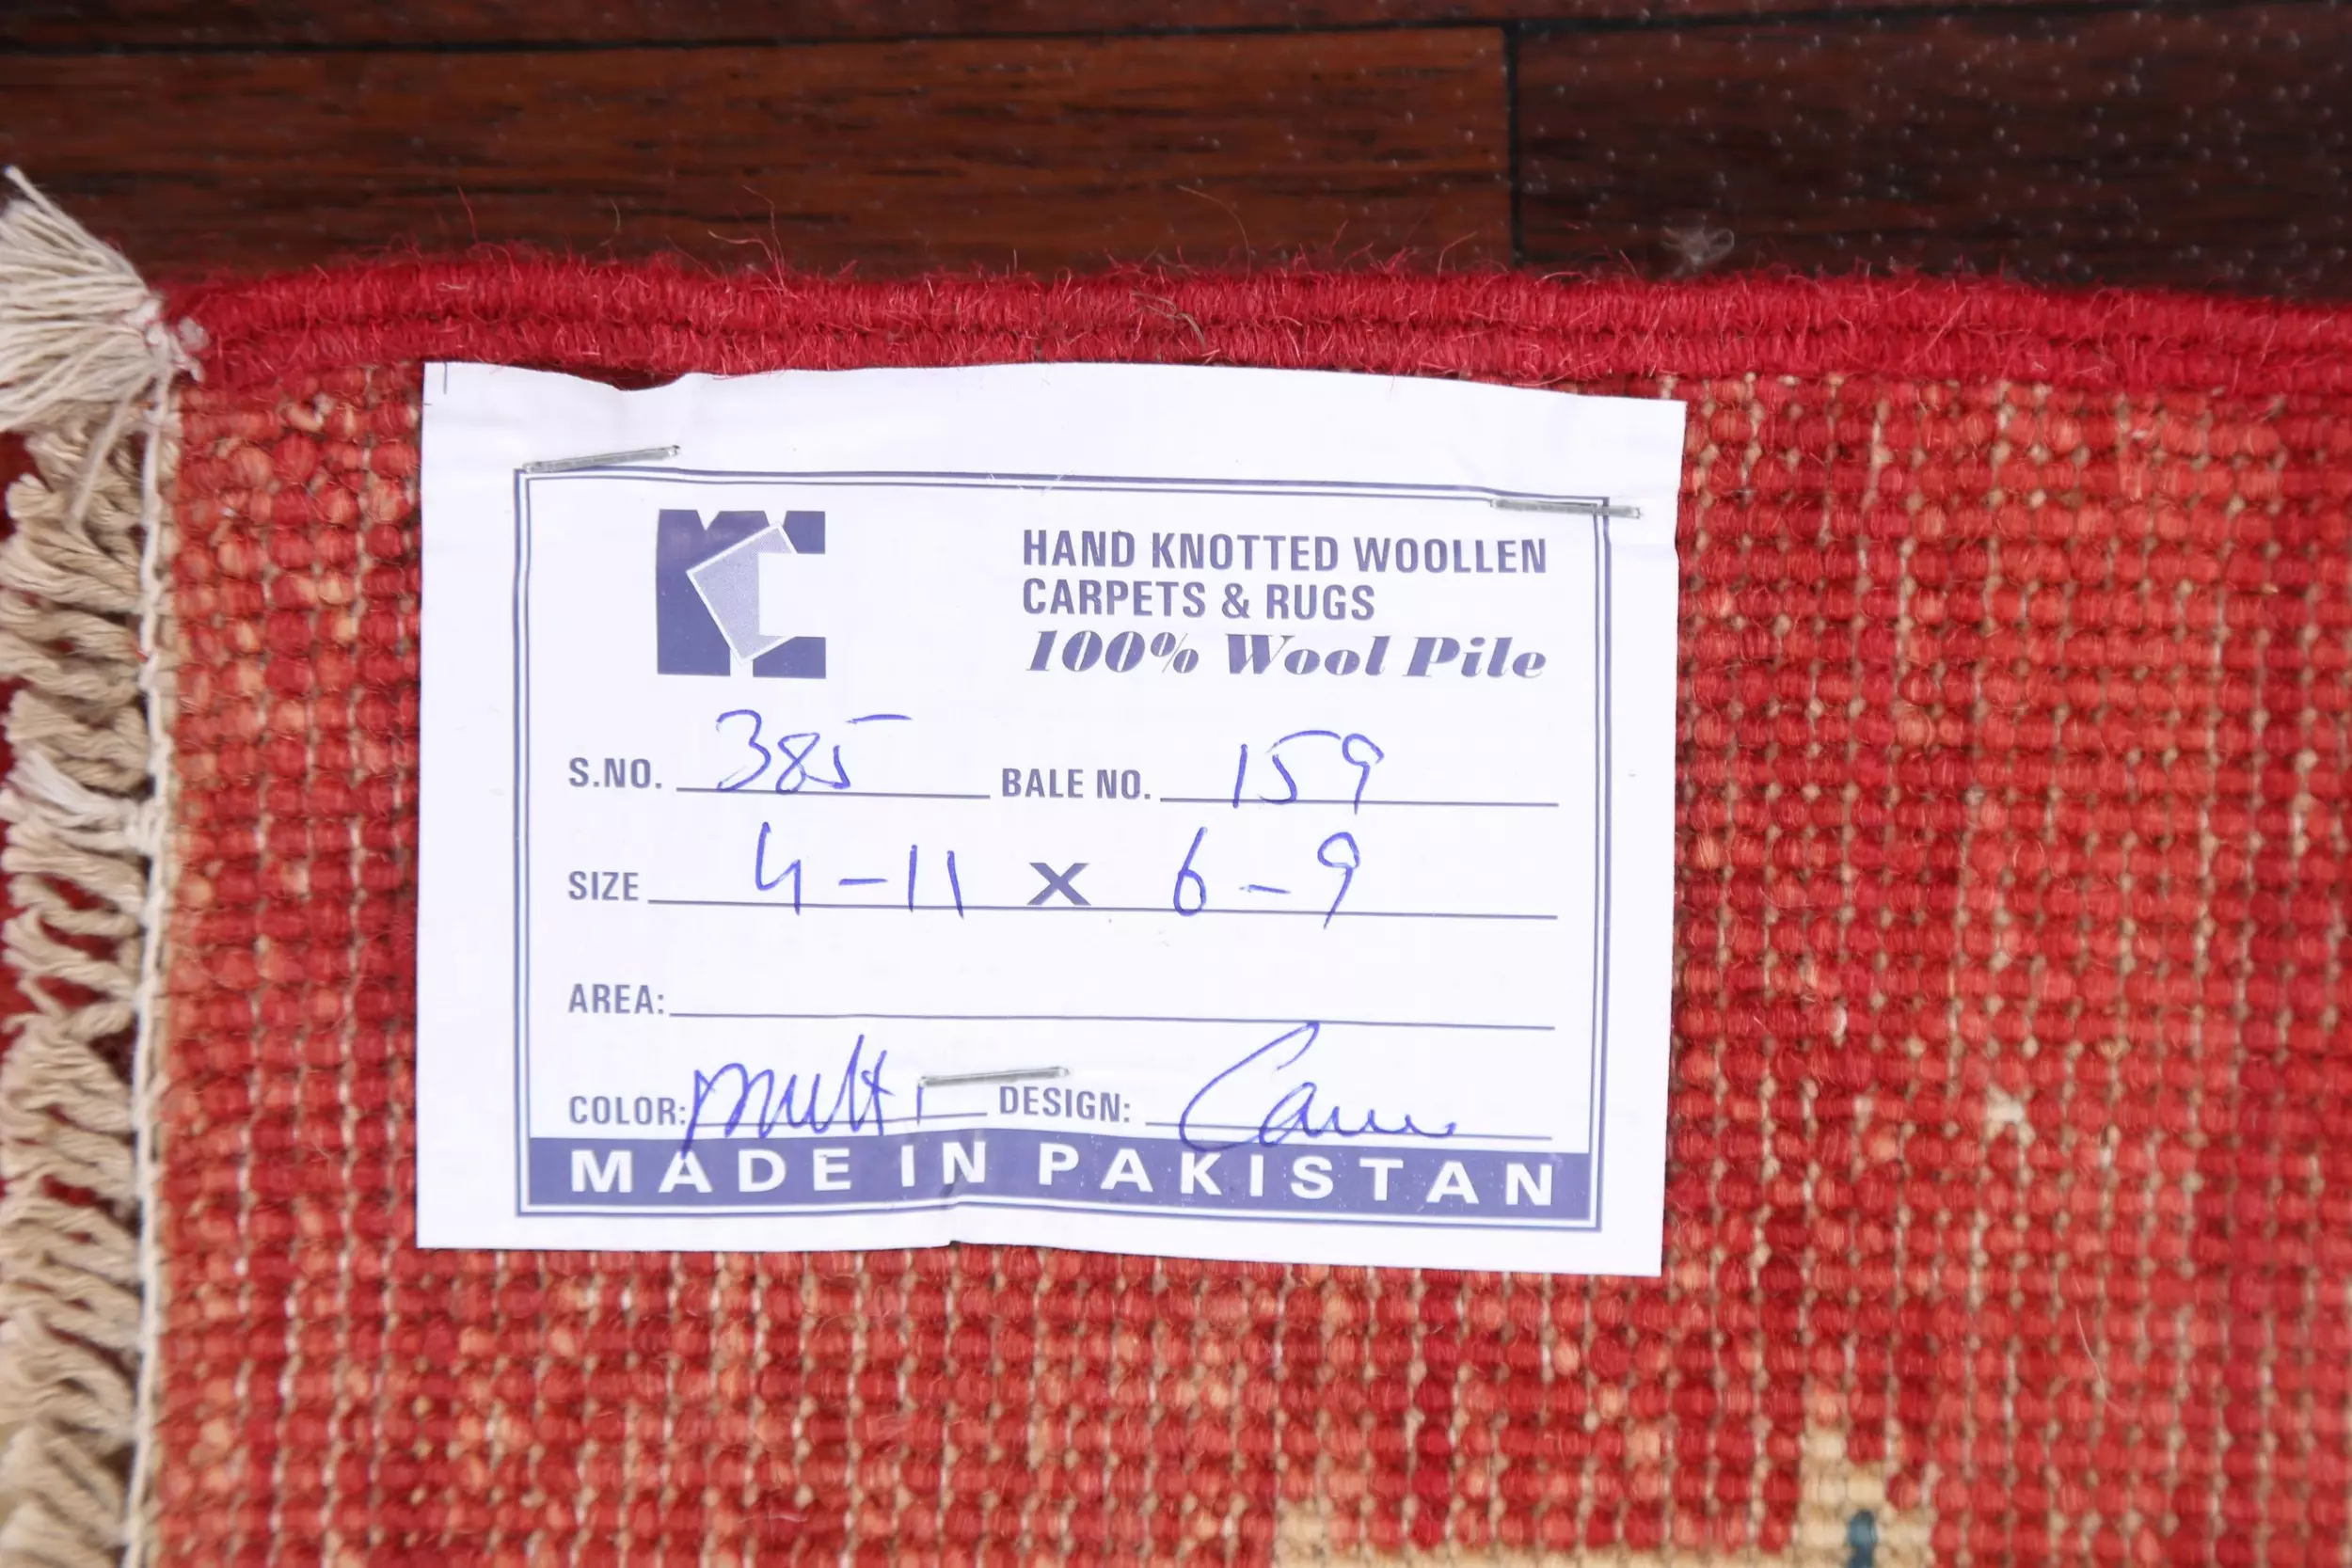 HAND KNOTTED WOOLLEN
CARPETS & RUGS
100% Wool Pile
S.NO. 385 BALE NO. 159
SIZE 4-11 X 6-9
AREA:
COLOR: multi DESIGN:
MADE IN PAKISTAN